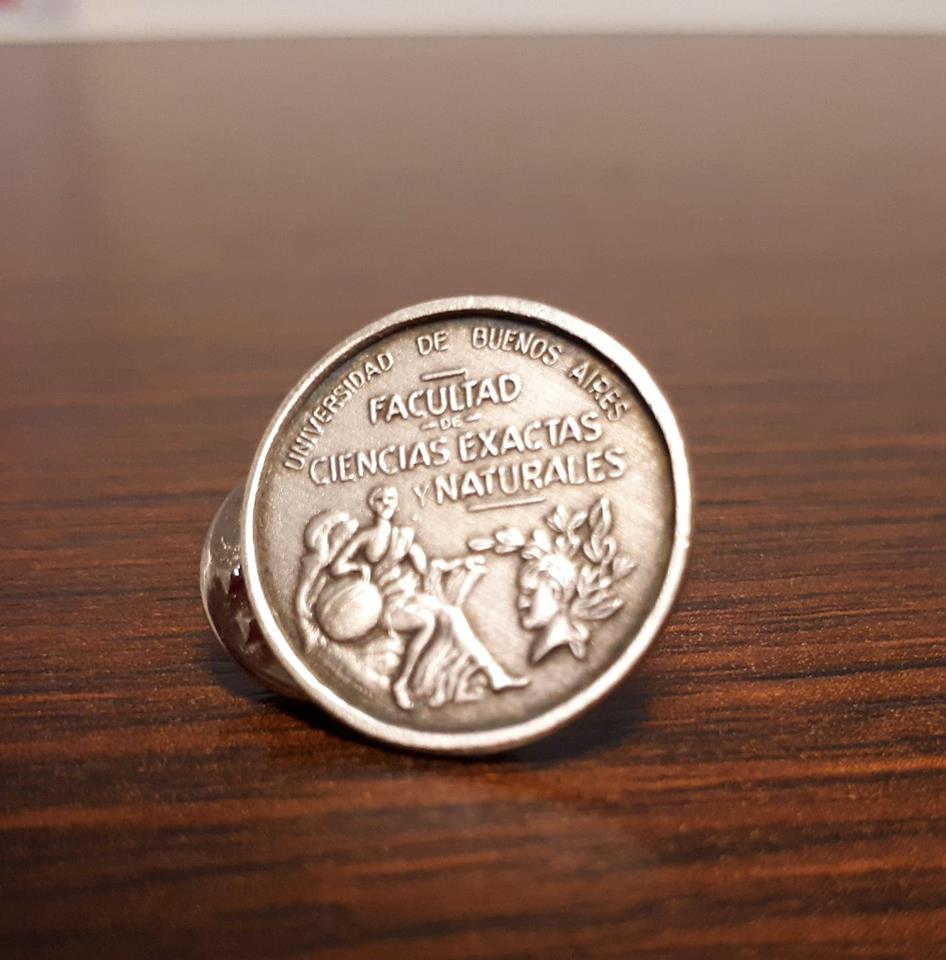 UNIVERSIDAD DE BUENOS AIRES
FACULTAD
DE
CIENCIAS EXACTAS
Y NATURALES